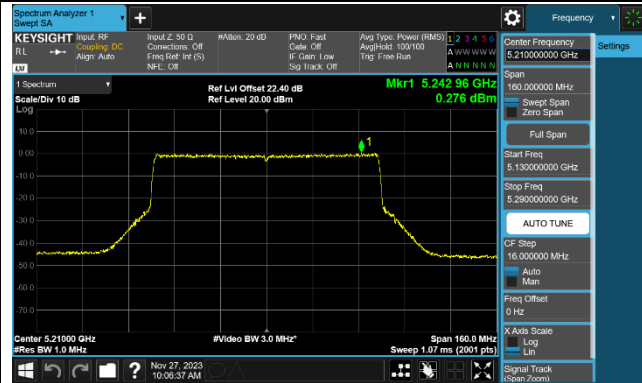 Spectrum Analyzer 1
Swept SA
+
Frequency
KEYSIGHT
RL
LXI
Input: RF
Coupling: DC
Align: Auto
Input Z: 50 Ω
Corrections: Off
Freq Ref: Int (S)
NFE: Off
#Atten: 20 dB
PNO: Fast
Gate: Off
IF Gain: Low
Sig Track: Off
Avg Type: Power (RMS)
Avg|Hold: 100/100
Trig: Free Run
1 2 3 4 5 6
A W W W W W
A N N N N N
Settings
1 Spectrum
Scale/Div 10 dB
Log
Ref Lvl Offset 22.40 dB
Ref Level 20.00 dBm
Mkr1 5.242 96 GHz
0.276 dBm
1
10.0
0.00
-10.0
-20.0
-30.0
-40.0
-50.0
-60.0
-70.0
Center 5.21000 GHz
#Res BW 1.0 MHz
#Video BW 3.0 MHz*
Span 160.0 MHz
Sweep 1.07 ms (2001 pts)
Center Frequency
5.210000000 GHz
Span
160.000000 MHz
Swept Span
Zero Span
Full Span
Start Freq
5.130000000 GHz
Stop Freq
5.290000000 GHz
AUTO TUNE
CF Step
16.000000 MHz
Auto
Man
Freq Offset
0 Hz
X Axis Scale
Log
Lin
Signal Track
(Span Zoom)
?
Nov 27, 2023
10:06:37 AM